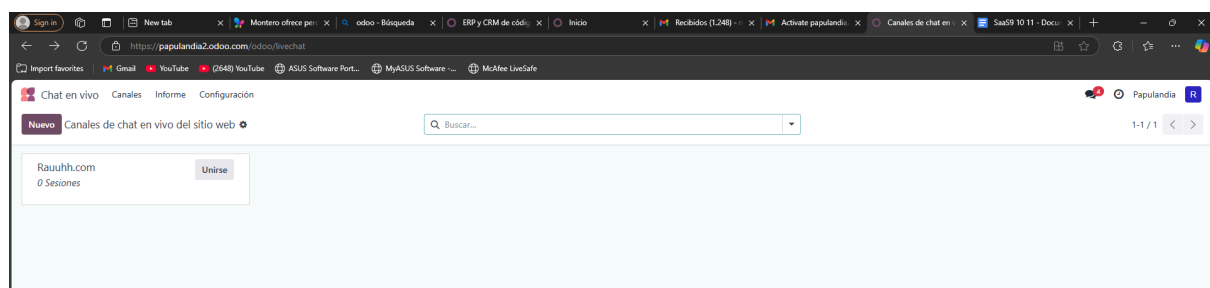 Sign in
New tab
Montero ofrece per
odoo - Búsqueda
ERP y CRM de códig
Inicio
Recibidos (1.248) - r
Activate papulandia
Canales de chat en v
SaaS9 10 11 - Docu
https://papulandia2.odoo.com/odoo/livechat
Import favorites
Gmail
YouTube
(2648) YouTube
ASUS Software Port...
MyASUS Software -...
McAfee LiveSafe
Chat en vivo Canales Informe Configuración
4
Papulandia R
Nuevo Canales de chat en vivo del sitio web
Buscar...
1-1 / 1
Rauuhh.com
Unirse
0 Sesiones